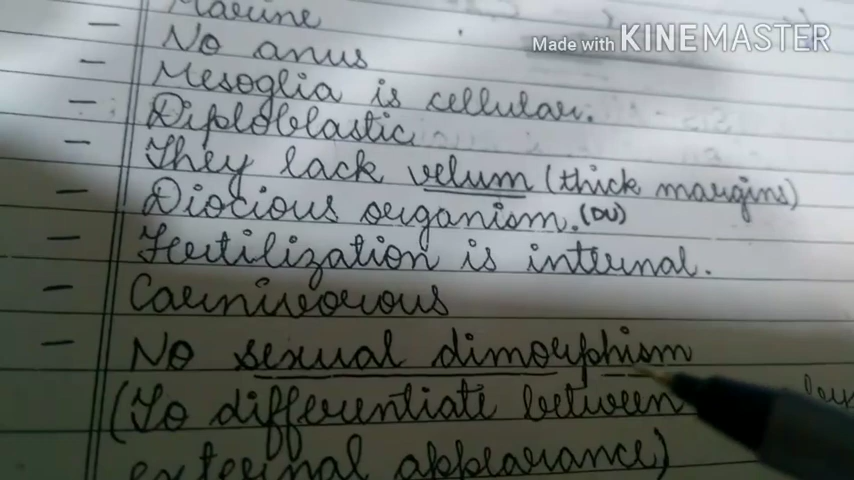 Marine
Made with KINEMASTER
- No anus
- Mesoglia is cellular.
- Diploblastic
- They lack velum (thick margins)
- Diocious organism. (DU)
- Fertilization is internal.
- Carnivorous
- No sexual dimorphism
(To differentiate between
external appearance)